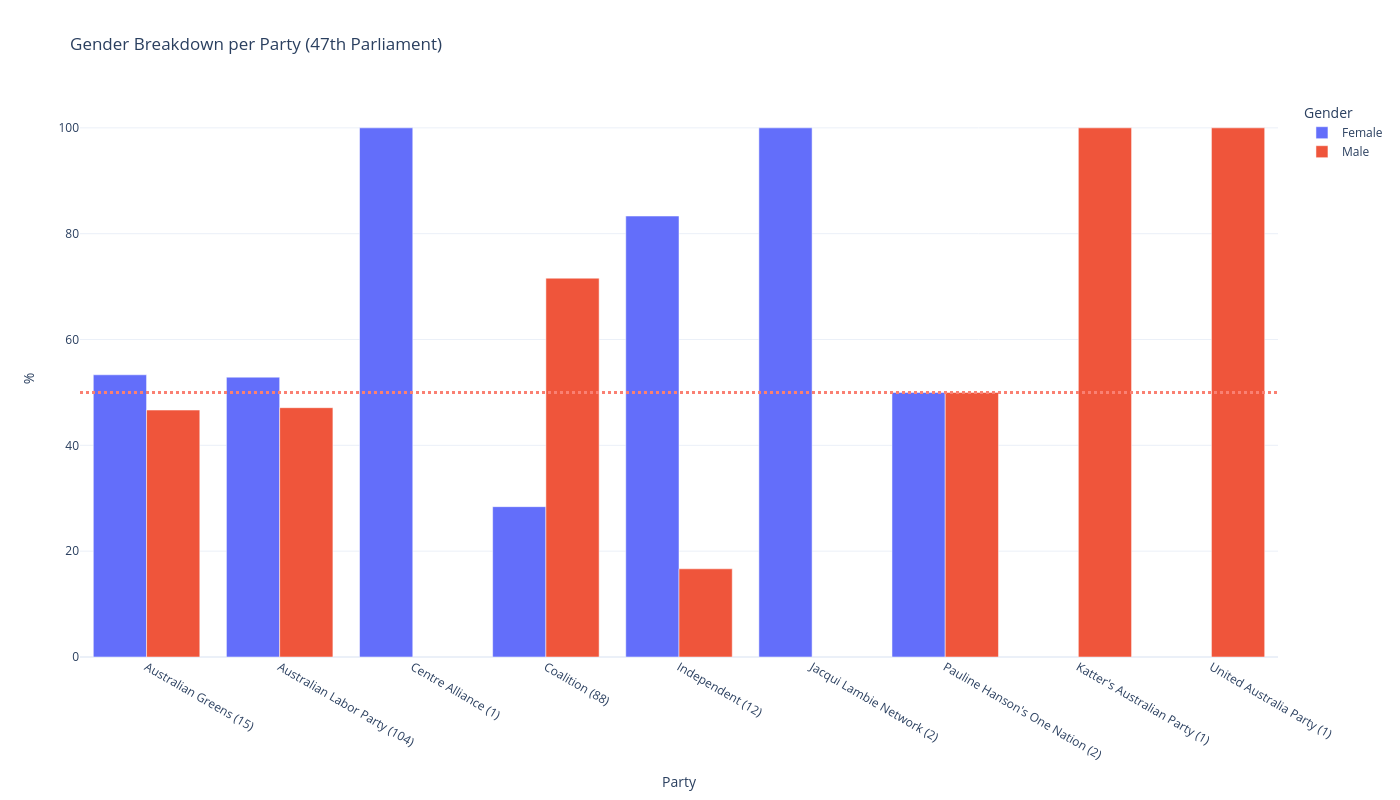 Gender Breakdown per Party (47th Parliament)
Gender
Female
Male
%
100
80
60
40
20
0
Australian Greens (15)
Australian Labor Party (104)
Centre Alliance (1)
Coalition (88)
Independent (12)
Jacqui Lambie Network (2)
Pauline Hanson's One Nation (2)
Katter's Australian Party (1)
United Australia Party (1)
Party